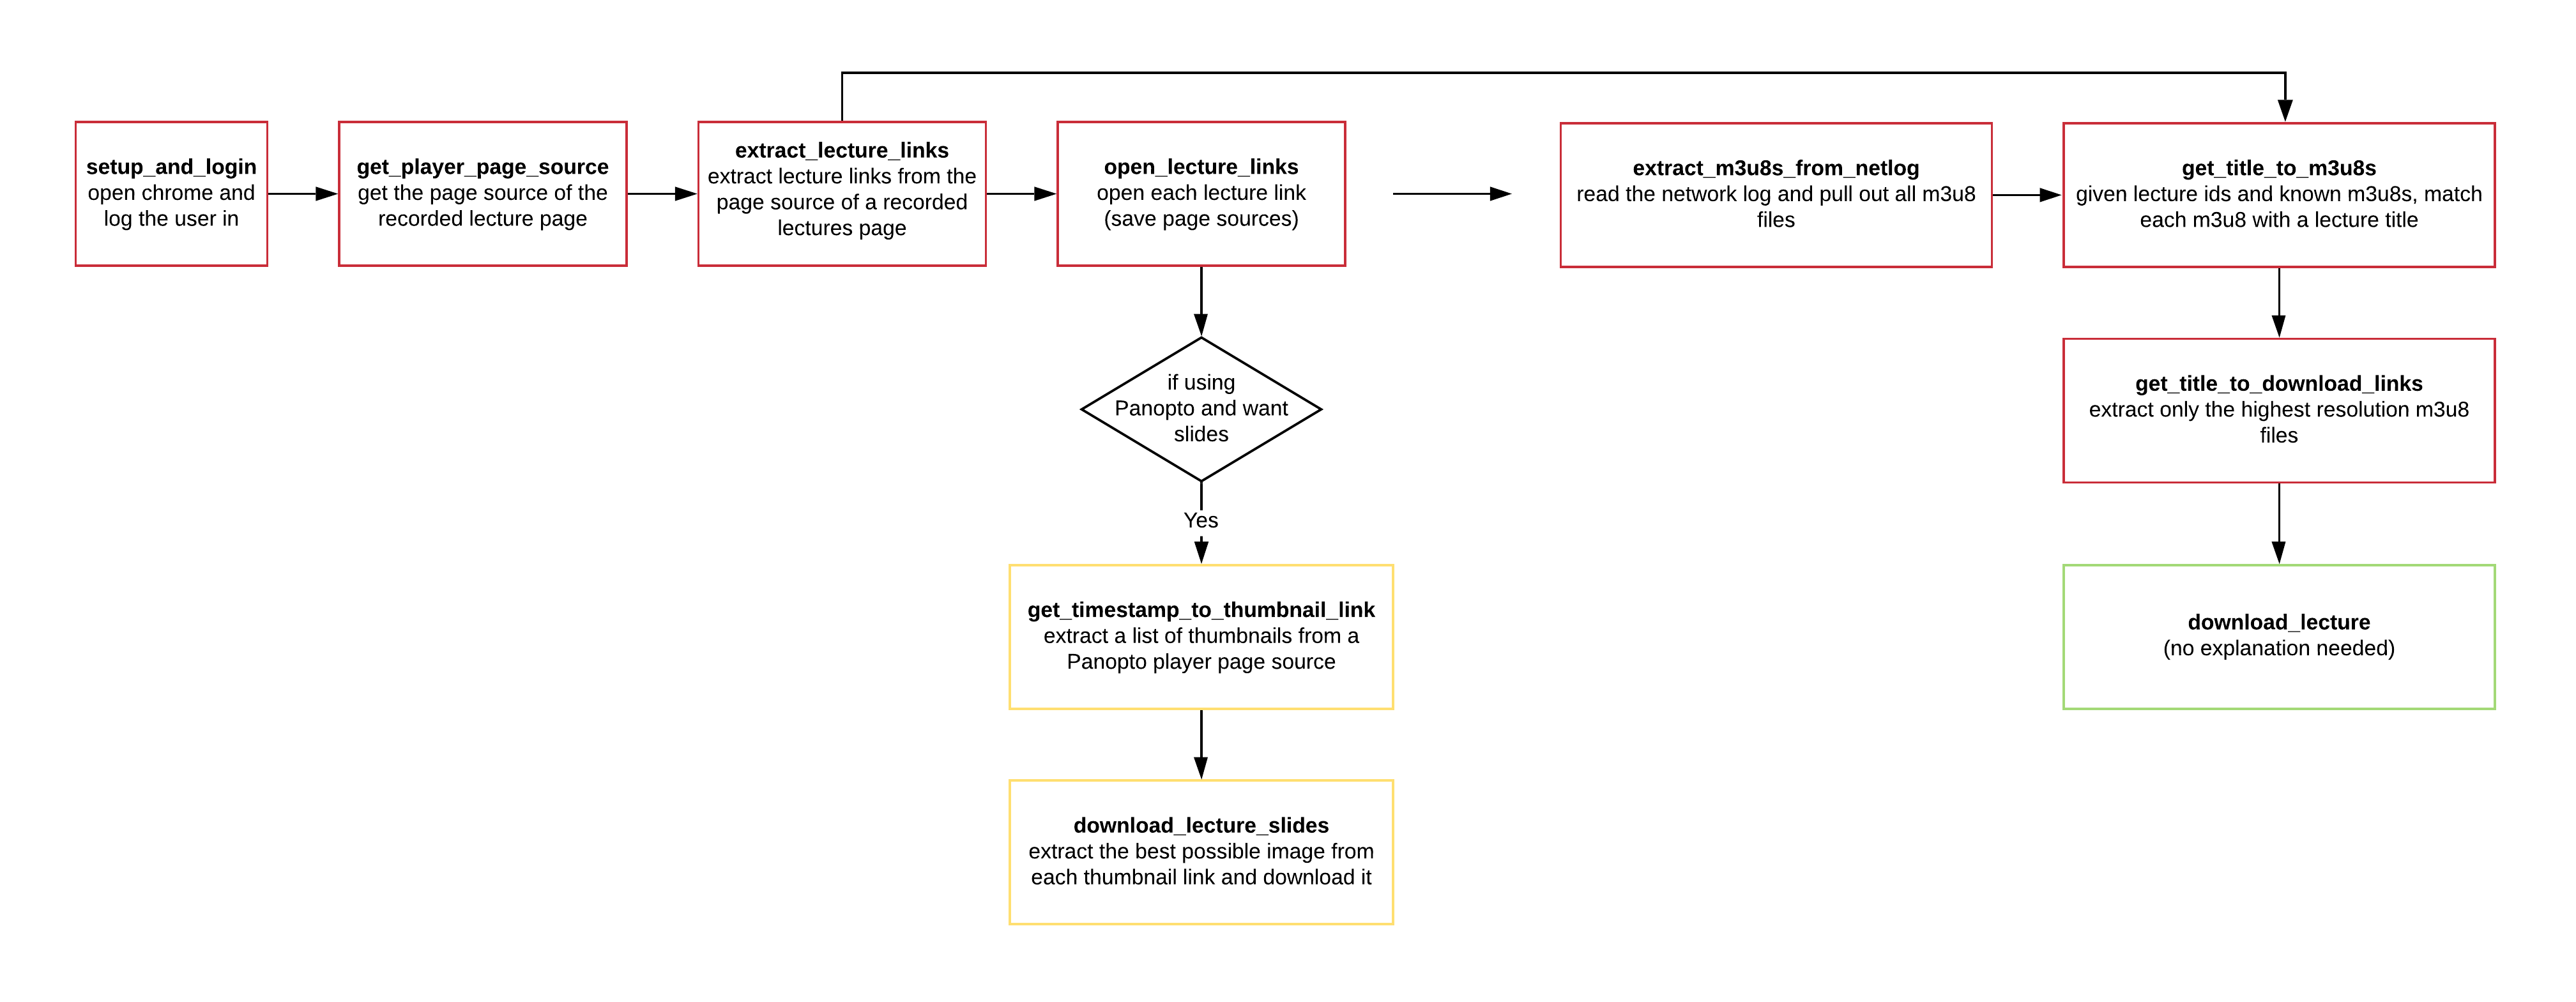 setup_and_login
open chrome and
log the user in
get_player_page_source
get the page source of the
recorded lecture page
extract_lecture_links
extract lecture links from the
page source of a recorded
lectures page
open_lecture_links
open each lecture link
(save page sources)
extract_m3u8s_from_netlog
read the network log and pull out all m3u8
files
get_title_to_m3u8s
given lecture ids and known m3u8s, match
each m3u8 with a lecture title
if using
Panopto and want
slides
Yes
get_timestamp_to_thumbnail_link
extract a list of thumbnails from a
Panopto player page source
download_lecture_slides
extract the best possible image from
each thumbnail link and download it
get_title_to_download_links
extract only the highest resolution m3u8
files
download_lecture
(no explanation needed)